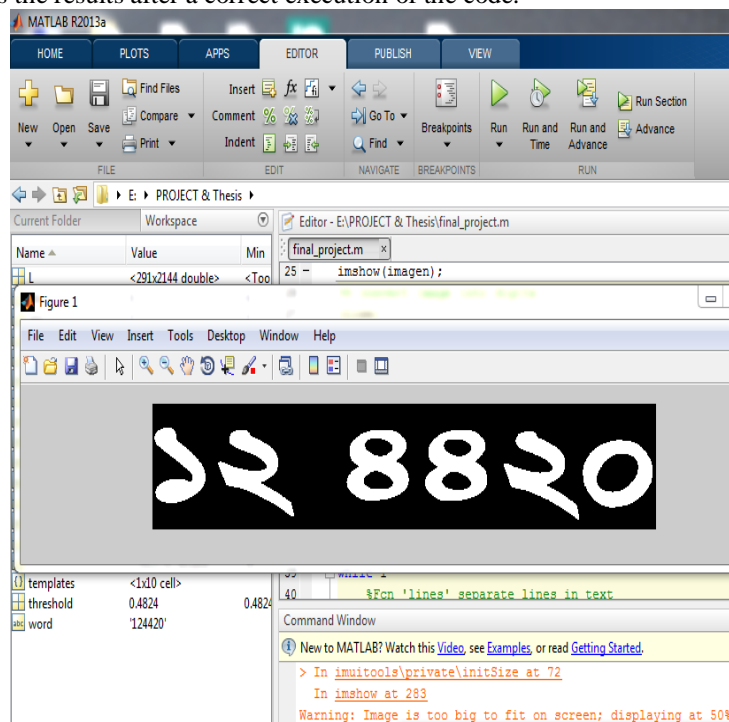 s the results after a correct execution of the code.
MATLAB R2013a
HOME PLOTS APPS EDITOR PUBLISH VIEW
New Open Save Find Files Compare Print Insert fx Comment Indent Go To Find Breakpoints Run Run and Time Run and Advance Run Section Advance
FILE EDIT NAVIGATE BREAKPOINTS RUN
E: PROJECT & Thesis
Current Folder Workspace
Editor - E:\PROJECT & Thesis\final_project.m
Name Value Min
final_project.m x
L <291x2144 double> <Too
25 - imshow(imagen);
Figure 1
File Edit View Insert Tools Desktop Window Help
১২ ৪৪২০
templates <1x10 cell>
threshold 0.4824 0.4824
word '124420'
40 %Fcn 'lines' separate lines in text
Command Window
New to MATLAB? Watch this Video, see Examples, or read Getting Started.
> In imuitools\private\initSize at 72
In imshow at 283
Warning: Image is too big to fit on screen; displaying at 50%